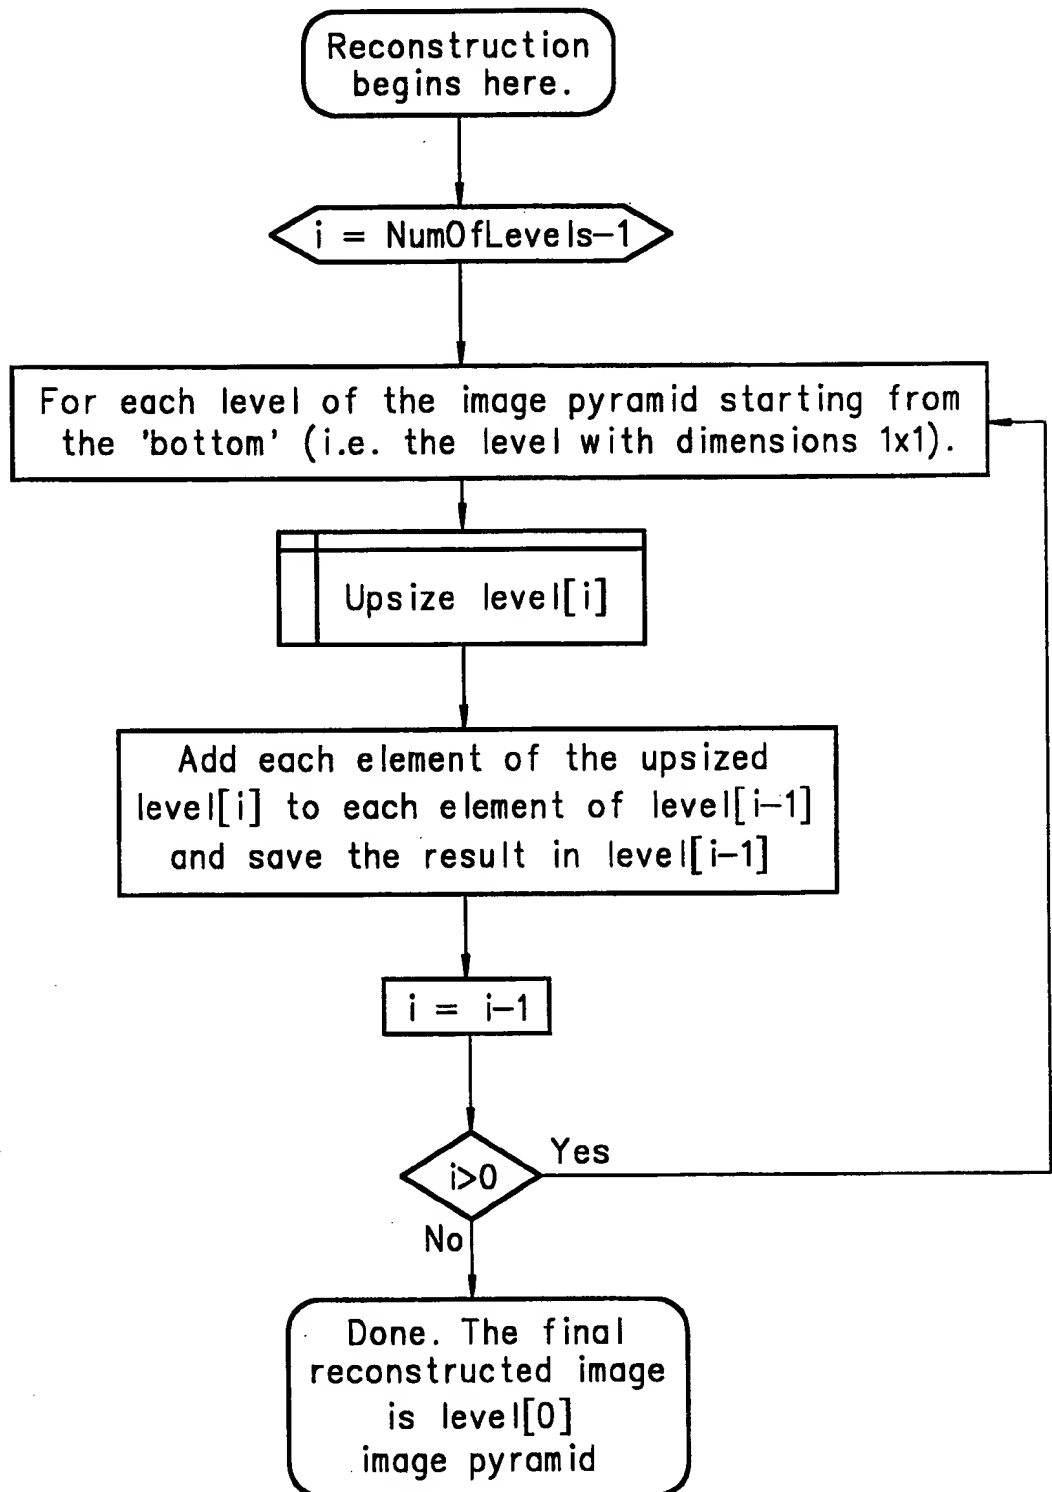 Reconstruction
begins here.
i = NumOfLevels-1
For each level of the image pyramid starting from
the 'bottom' (i.e. the level with dimensions 1x1).
Upsize level[i]
Add each element of the upsized
level[i] to each element of level[i-1]
and save the result in level[i-1]
i = i-1
i>0
Yes
No
Done. The final
reconstructed image
is level[0]
image pyramid